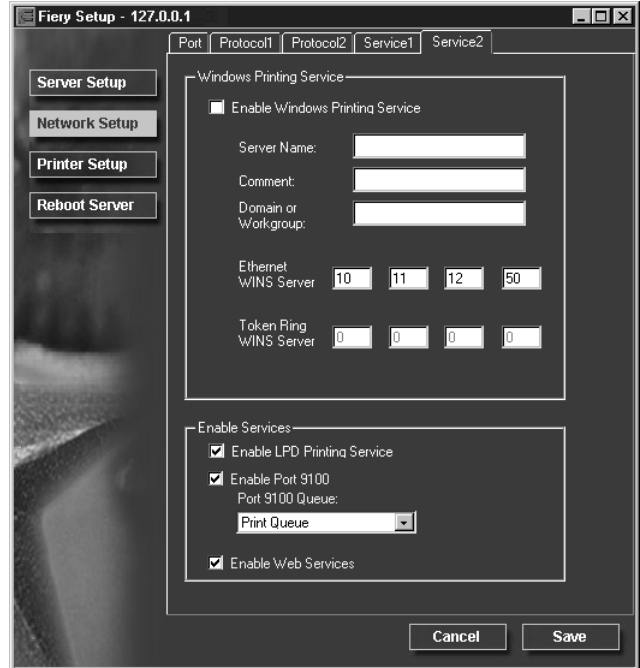 Fiery Setup - 127.0.0.1
Port Protocol1 Protocol2 Service1 Service2
Server Setup
Network Setup
Printer Setup
Reboot Server
Windows Printing Service
Enable Windows Printing Service
Server Name:
Comment:
Domain or
Workgroup:
Ethernet
WINS Server 10 11 12 50
Token Ring
WINS Server 0 0 0 0
Enable Services
Enable LPD Printing Service
Enable Port 9100
Port 9100 Queue:
Print Queue
Enable Web Services
Cancel Save